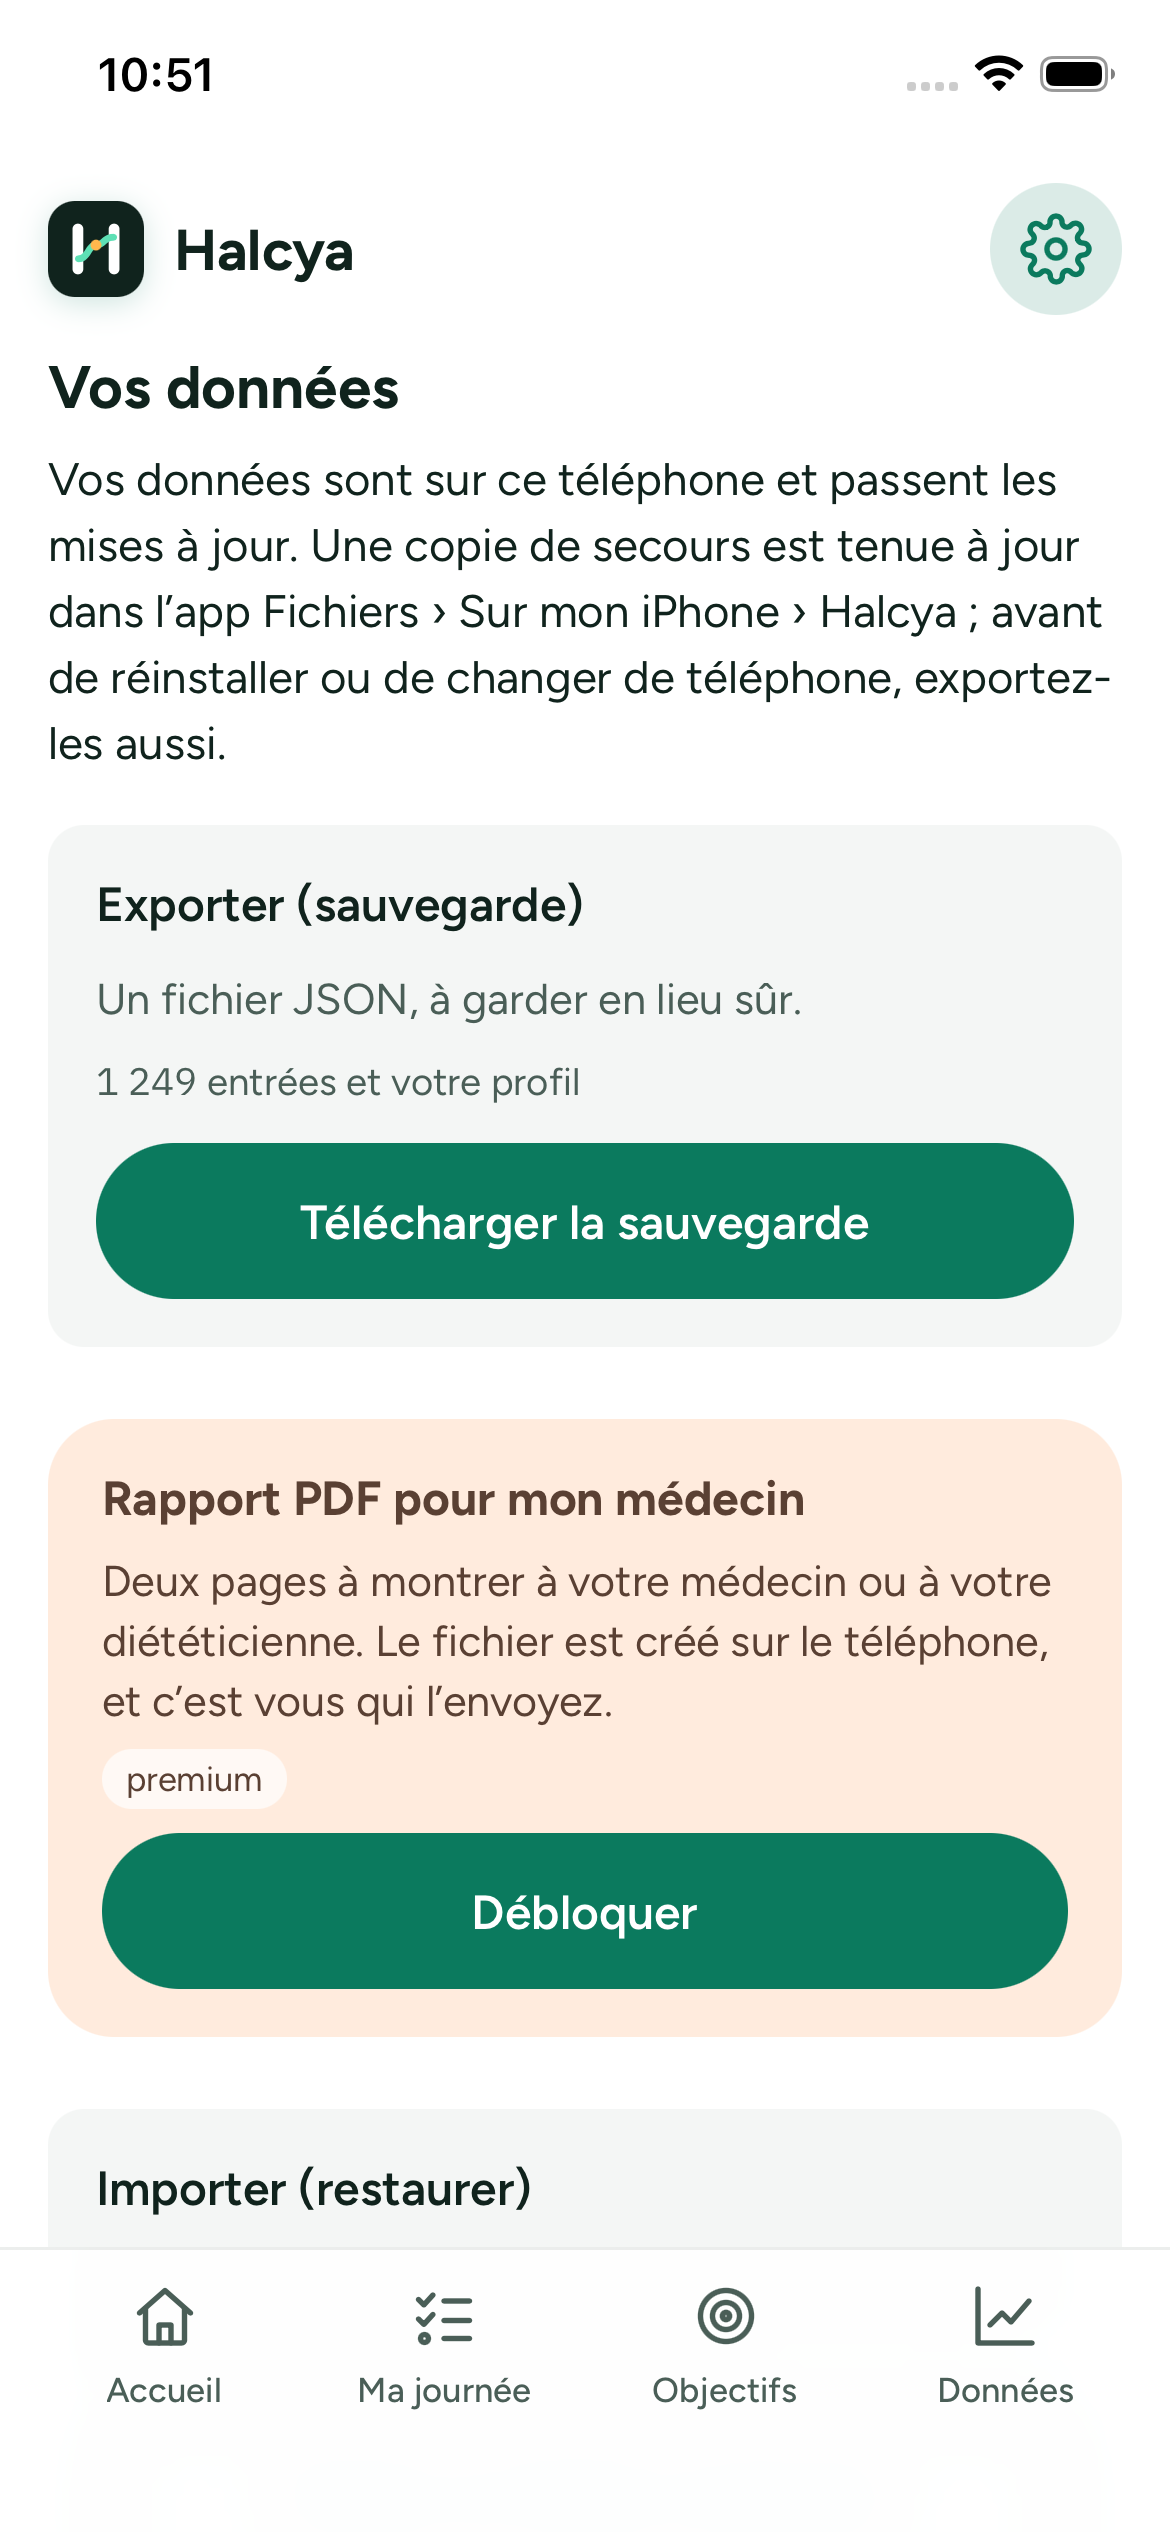 10:51
Halcya
Vos données
Vos données sont sur ce téléphone et passent les
mises à jour. Une copie de secours est tenue à jour
dans l’app Fichiers › Sur mon iPhone › Halcya ; avant
de réinstaller ou de changer de téléphone, exportez-
les aussi.
Exporter (sauvegarde)
Un fichier JSON, à garder en lieu sûr.
1 249 entrées et votre profil
Télécharger la sauvegarde
Rapport PDF pour mon médecin
Deux pages à montrer à votre médecin ou à votre
diététicienne. Le fichier est créé sur le téléphone,
et c’est vous qui l’envoyez.
premium
Débloquer
Importer (restaurer)
Accueil
Ma journée
Objectifs
Données